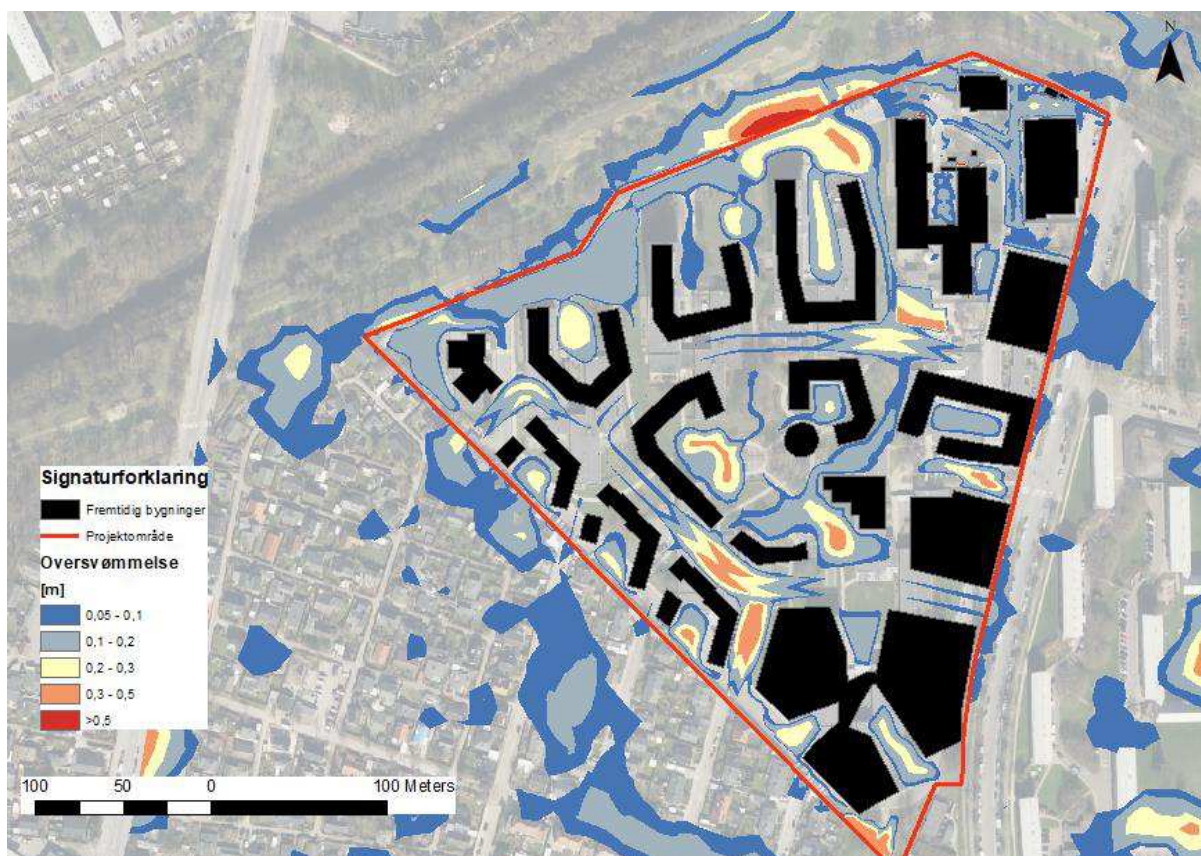 N
Signaturforklaring
Fremtidig bygninger
Projektområde
Oversvømmelse
[m]
0,05 - 0,1
0,1 - 0,2
0,2 - 0,3
0,3 - 0,5
>0,5
100 50 0 100 Meters